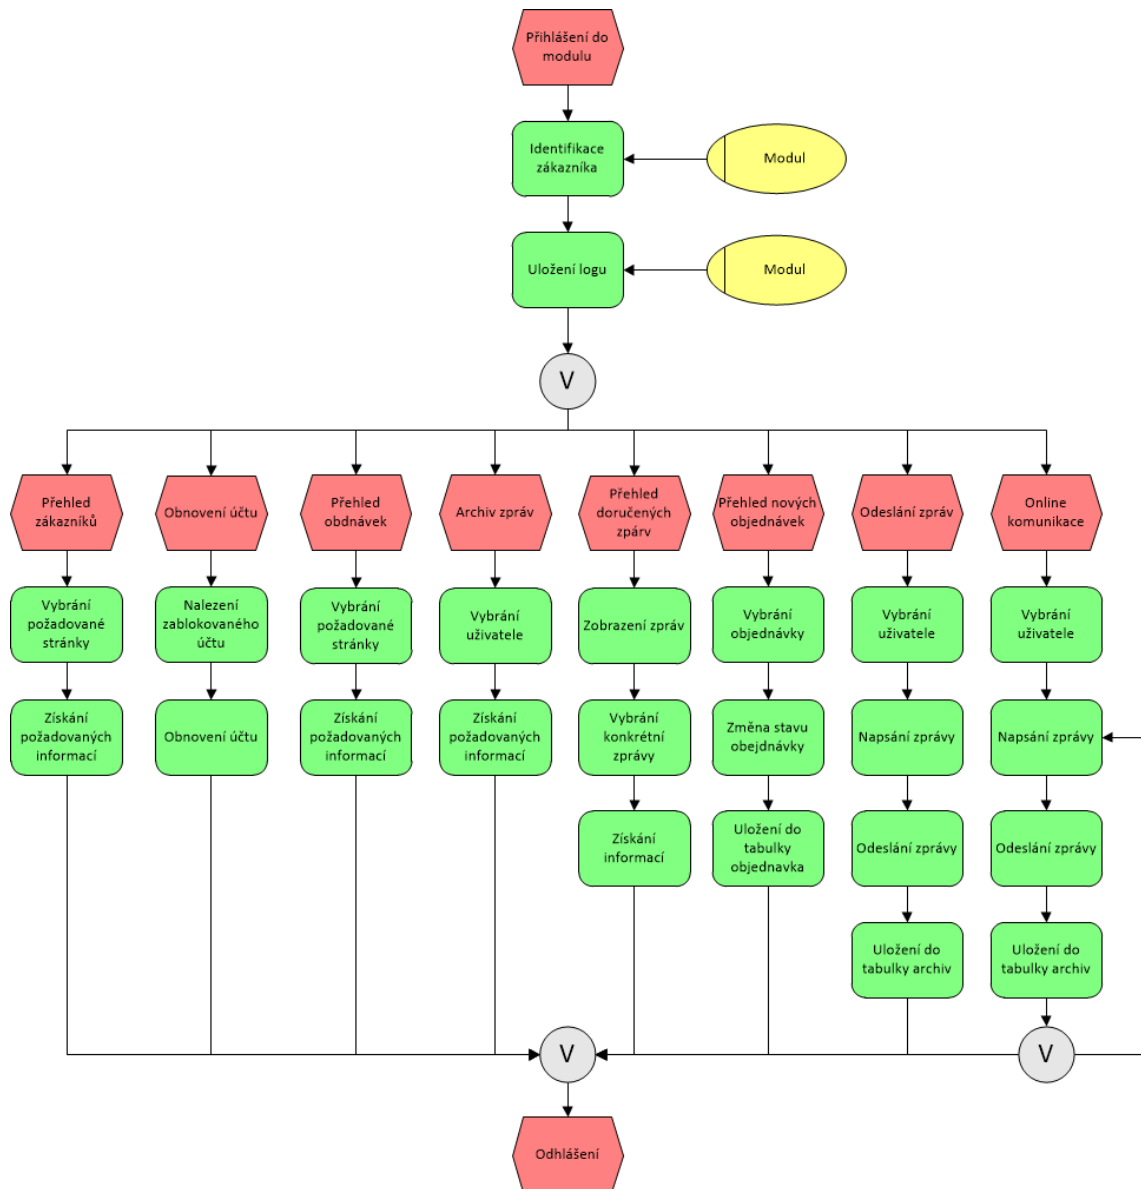 Přihlášení do
modulu
Identifikace
zákazníka
Modul
Uložení logu
Modul
V
Přehled
zákazníků
Obnovení účtu
Přehled
obdnávek
Archiv zpráv
Přehled
doručených
zpárv
Přehled nových
objednávek
Odeslání zpráv
Online
komunikace
Vybrání
požadované
stránky
Nalezení
zablokovaného
účtu
Vybrání
požadované
stránky
Vybrání
uživatele
Zobrazení zpráv
Vybrání
objednávky
Vybrání
uživatele
Vybrání
uživatele
Získání
požadovaných
informací
Obnovení účtu
Získání
požadovaných
informací
Získání
požadovaných
informací
Vybrání
konkrétní
zprávy
Změna stavu
obejdnávky
Napsání zprávy
Napsání zprávy
Získání
informací
Uložení do
tabulky
objednavka
Odeslání zprávy
Odeslání zprávy
Uložení do
tabulky archiv
Uložení do
tabulky archiv
V
V
Odhlášení